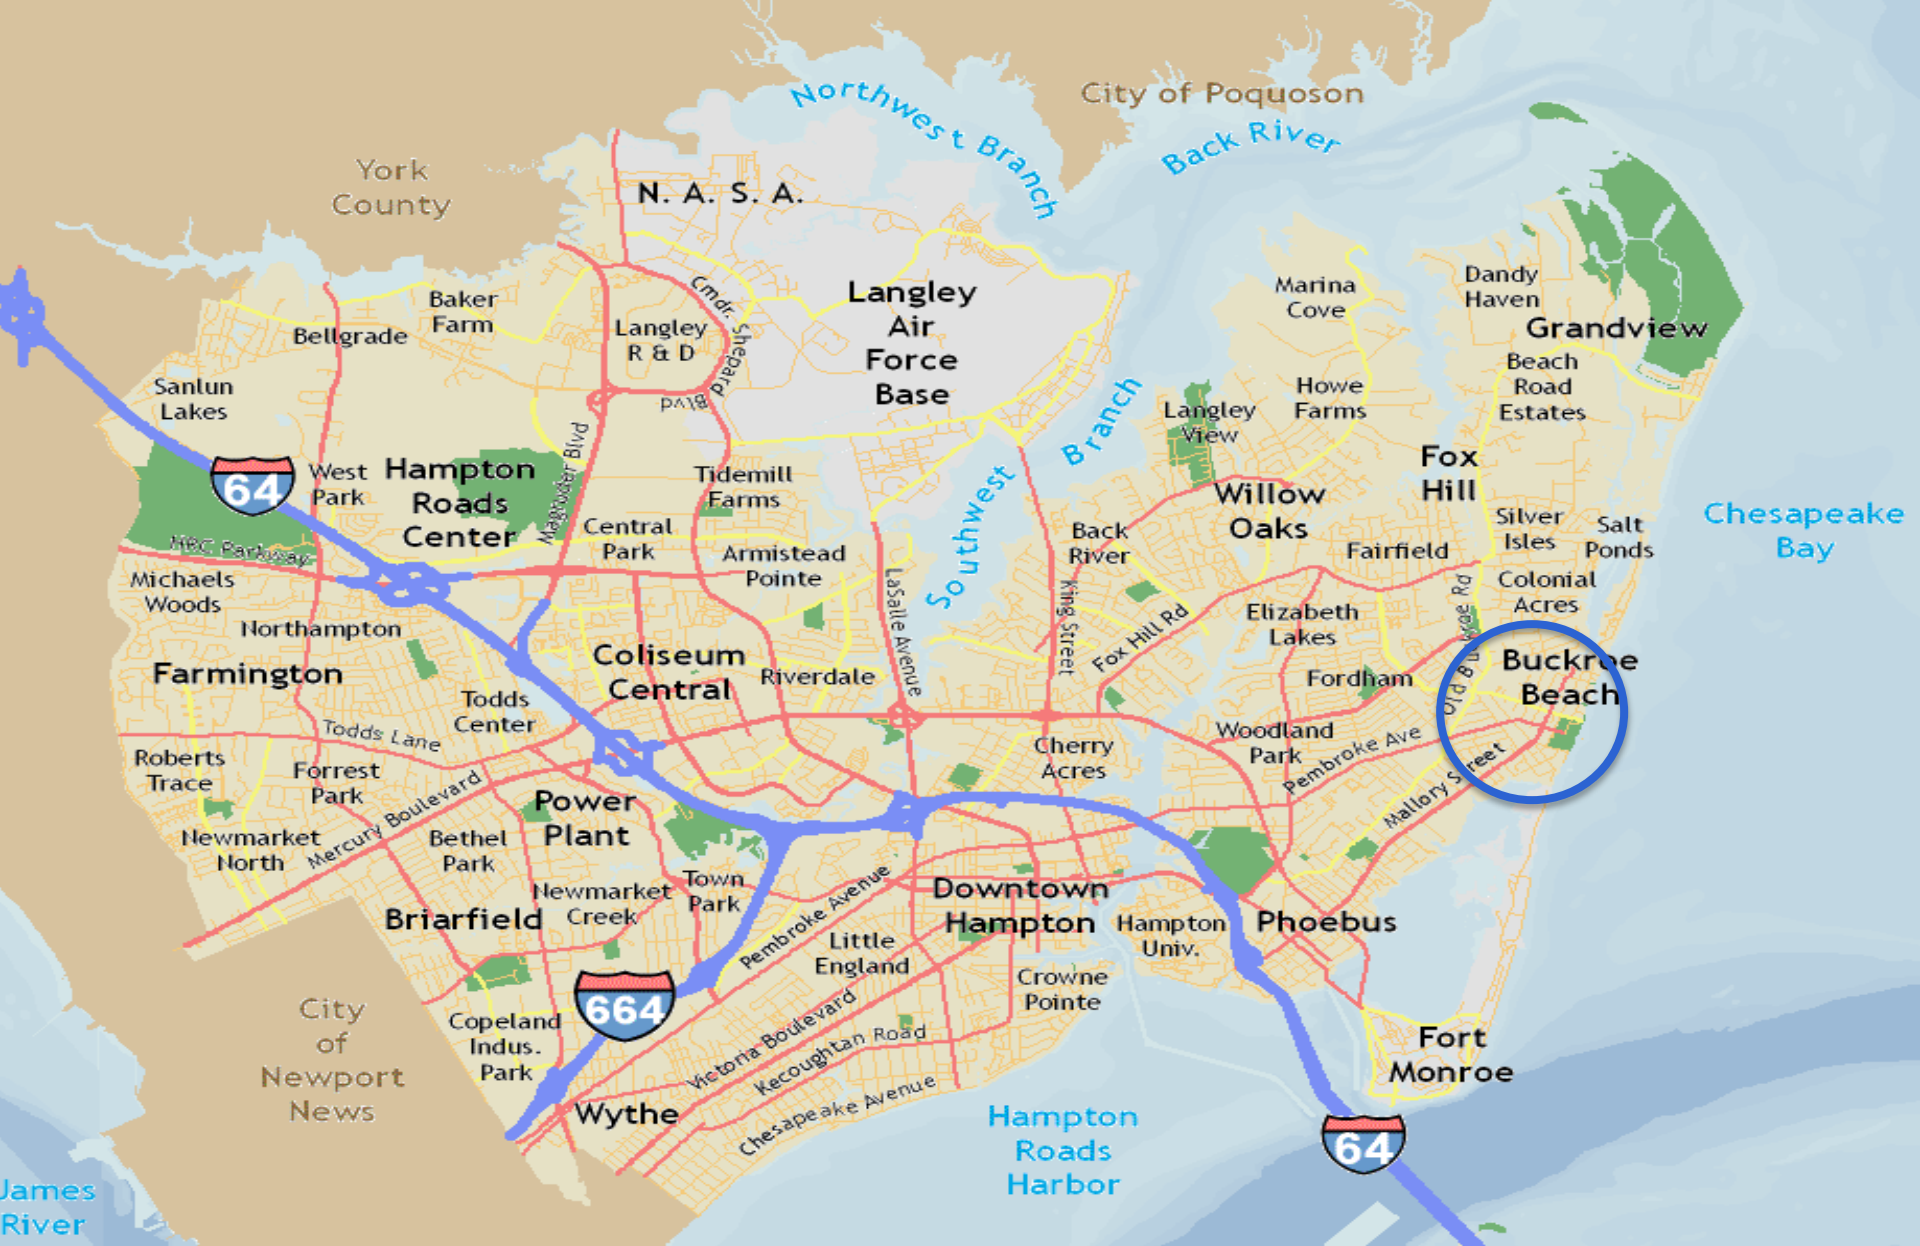 City of Poquoson
Northwest Branch
Back River
York
County
N. A. S. A.
Marina
Cove
Dandy
Haven
Grandview
Baker
Farm
Bellgrade
Langley
R & D
Cmdr. Shepard
Blvd
Langley
Air
Force
Base
Beach
Road
Estates
Sanlun
Lakes
Howe
Farms
Langley
View
Southwest Branch
Fox
Hill
West
Park
64
Hampton
Roads
Center
Magruder Blvd
Tidemill
Farms
Willow
Oaks
Chesapeake
Bay
Silver
Isles
Salt
Ponds
Central
Park
Back
River
Fairfield
HRC Parkway
Armistead
Pointe
Michaels
Woods
Colonial
Acres
LaSalle Avenue
King Street
Fox Hill Rd
Elizabeth
Lakes
Old Buckroe Rd
Northampton
Farmington
Coliseum
Central
Riverdale
Fordham
Buckroe
Beach
Todds
Center
Todds Lane
Woodland
Park
Pembroke Ave
Cherry
Acres
Mallory Street
Roberts
Trace
Forrest
Park
Mercury Boulevard
Power
Plant
Newmarket
North
Bethel
Park
Newmarket
Creek
Town
Park
Pembroke Avenue
Downtown
Hampton
Briarfield
Hampton
Univ.
Phoebus
Little
England
Crowne
Pointe
664
City
of
Newport
News
Copeland
Indus.
Park
Victoria Boulevard
Kecoughtan Road
Chesapeake Avenue
Fort
Monroe
Wythe
Hampton
Roads
Harbor
64
James
River